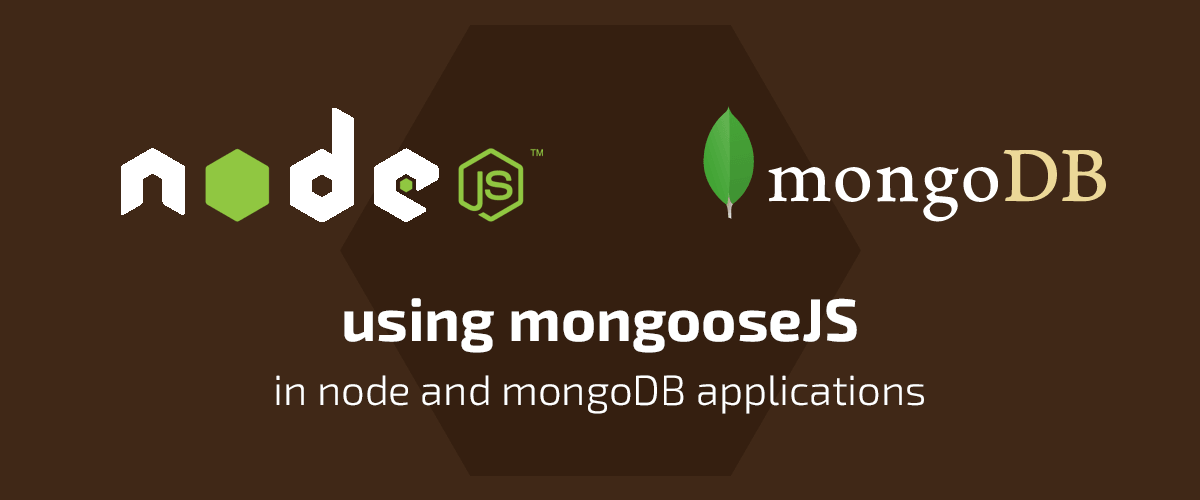 node JS ™
mongoDB
using mongooseJS
in node and mongoDB applications